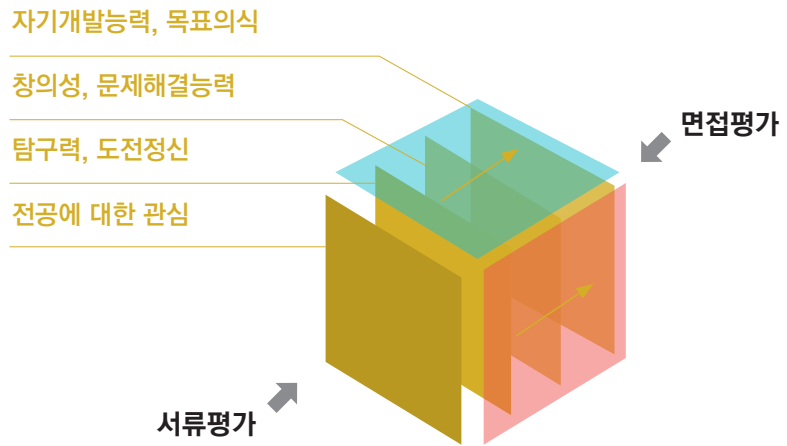 자기개발능력, 목표의식
창의성, 문제해결능력
탐구력, 도전정신
전공에 대한 관심
면접평가
서류평가